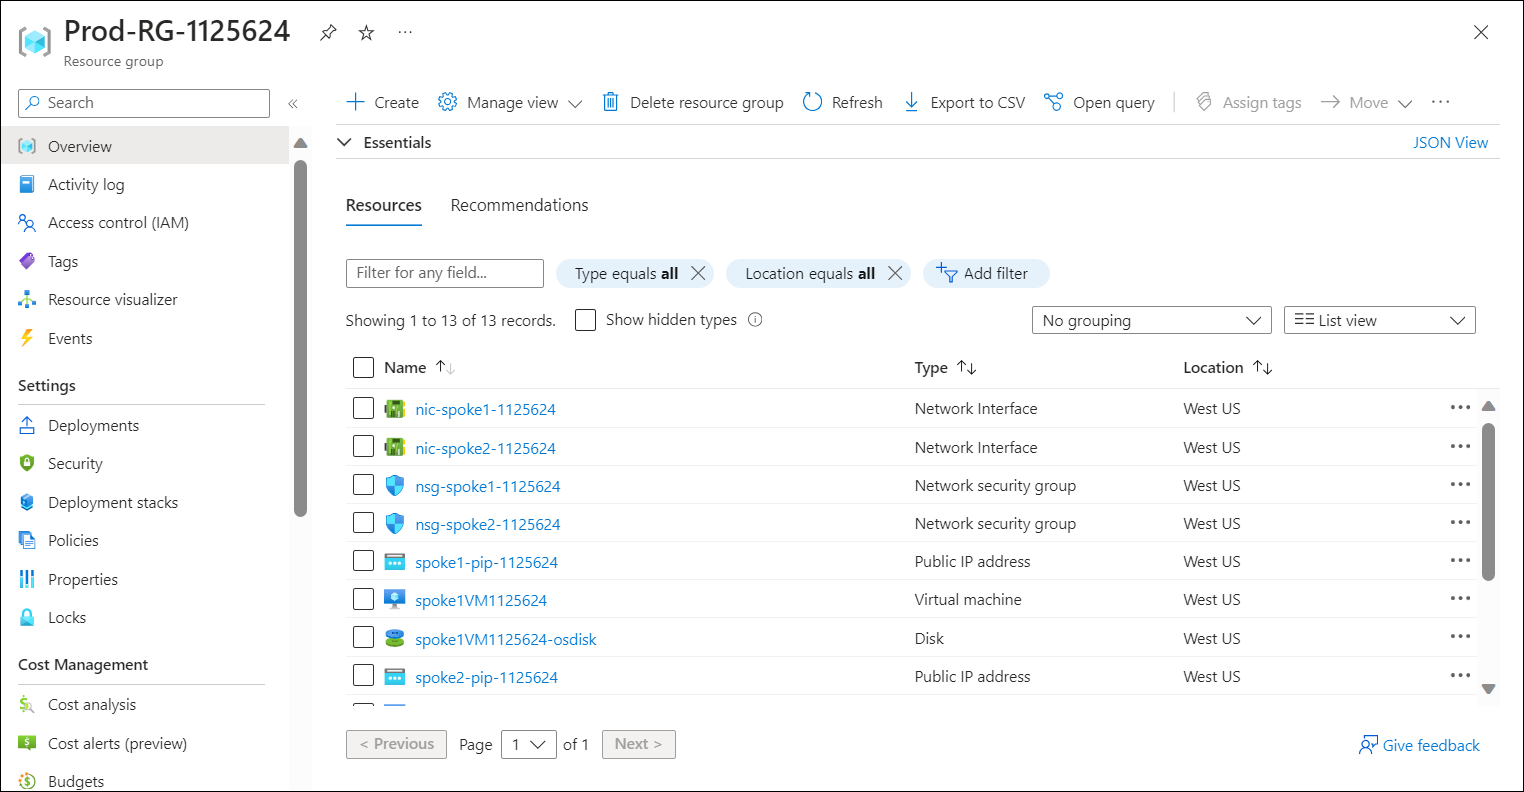 Prod-RG-1125624
Resource group
Search
Overview
Activity log
Access control (IAM)
Tags
Resource visualizer
Events
Settings
Deployments
Security
Deployment stacks
Policies
Properties
Locks
Cost Management
Cost analysis
Cost alerts (preview)
Budgets
Create Manage view Delete resource group Refresh Export to CSV Open query Assign tags Move
Essentials JSON View
Resources Recommendations
Filter for any field... Type equals all Location equals all Add filter
Showing 1 to 13 of 13 records. Show hidden types No grouping List view
Name Type Location
nic-spoke1-1125624 Network Interface West US
nic-spoke2-1125624 Network Interface West US
nsg-spoke1-1125624 Network security group West US
nsg-spoke2-1125624 Network security group West US
spoke1-pip-1125624 Public IP address West US
spoke1VM1125624 Virtual machine West US
spoke1VM1125624-osdisk Disk West US
spoke2-pip-1125624 Public IP address West US
< Previous Page 1 of 1 Next > Give feedback